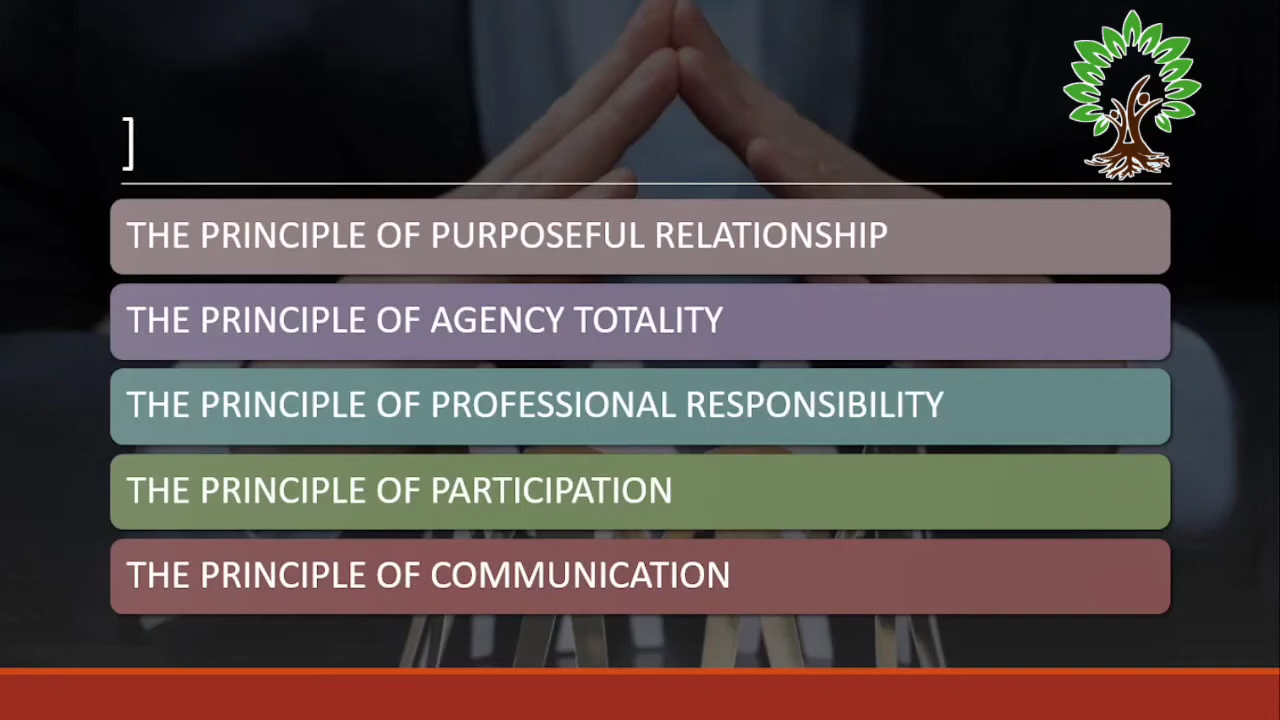 ]
THE PRINCIPLE OF PURPOSEFUL RELATIONSHIP
THE PRINCIPLE OF AGENCY TOTALITY
THE PRINCIPLE OF PROFESSIONAL RESPONSIBILITY
THE PRINCIPLE OF PARTICIPATION
THE PRINCIPLE OF COMMUNICATION